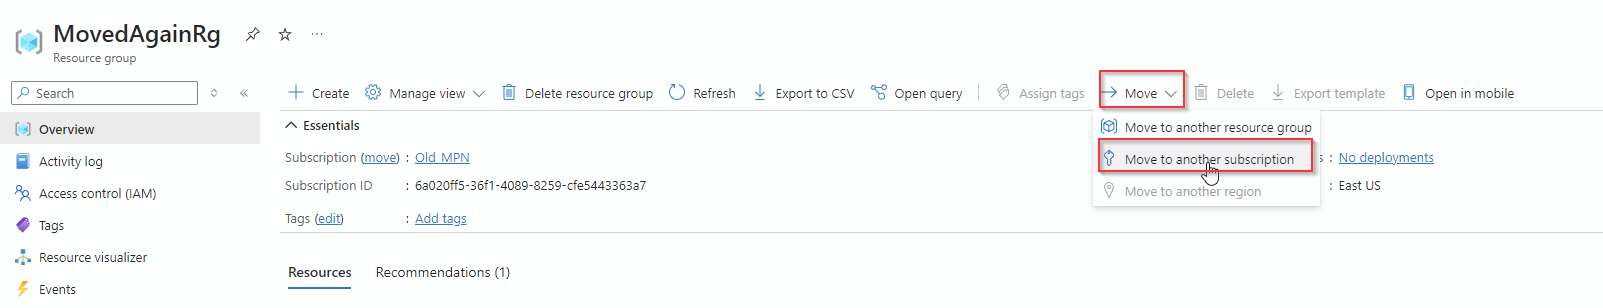 MovedAgainRg
Resource group
Search
Overview
Activity log
Access control (IAM)
Tags
Resource visualizer
Events
Create Manage view Delete resource group Refresh Export to CSV Open query Assign tags Move Delete Export template Open in mobile
Essentials
Subscription (move) : Old_MPN
Subscription ID : 6a020ff5-36f1-4089-8259-cfe5443363a7
Tags (edit) : Add tags
Move to another resource group
Move to another subscription
Move to another region
s : No deployments
: East US
Resources Recommendations (1)